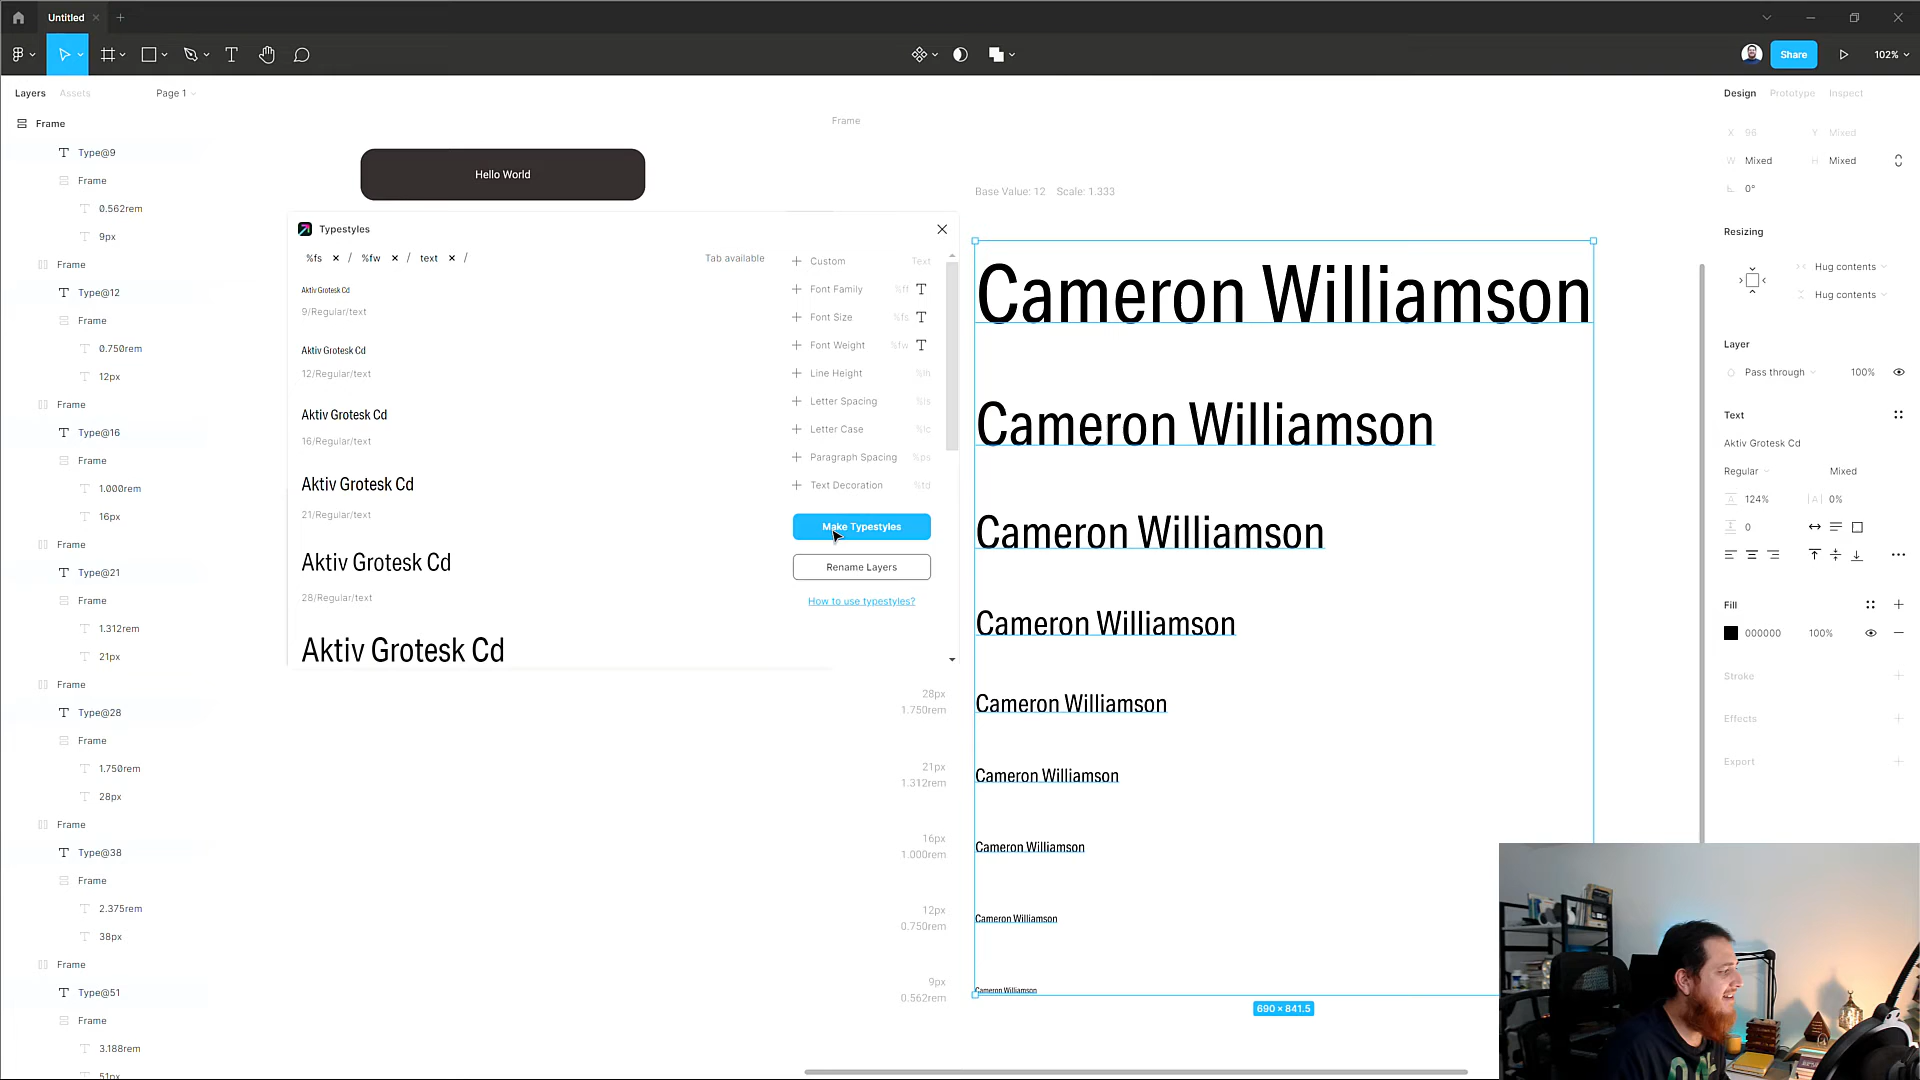 Untitled
Share
102%
Layers
Assets
Page 1
Frame
Type@9
Frame
0.562rem
9px
Frame
Type@12
Frame
0.750rem
12px
Frame
Type@16
Frame
1.000rem
16px
Frame
Type@21
Frame
1.312rem
21px
Frame
Type@28
Frame
1.750rem
28px
Frame
Type@38
Frame
2.375rem
38px
Frame
Type@51
Frame
3.188rem
51px
Frame
Hello World
Typestyles
%fs × / %fw × / text × /
Tab available
Aktiv Grotesk Cd
9/Regular/text
Aktiv Grotesk Cd
12/Regular/text
Aktiv Grotesk Cd
16/Regular/text
Aktiv Grotesk Cd
21/Regular/text
Aktiv Grotesk Cd
28/Regular/text
Aktiv Grotesk Cd
Custom Text
Font Family %ff
Font Size %fs
Font Weight %fw
Line Height %lh
Letter Spacing %ls
Letter Case %lc
Paragraph Spacing %ps
Text Decoration %td
Make Typestyles
Rename Layers
How to use typestyles?
28px
1.750rem
21px
1.312rem
16px
1.000rem
12px
0.750rem
9px
0.562rem
Base Value: 12 Scale: 1.333
Cameron Williamson
Cameron Williamson
Cameron Williamson
Cameron Williamson
Cameron Williamson
Cameron Williamson
Cameron Williamson
Cameron Williamson
Cameron Williamson
690 × 841.5
Design
Prototype
Inspect
X 96 Y Mixed
W Mixed H Mixed
0°
Resizing
Hug contents
Hug contents
Layer
Pass through 100%
Text
Aktiv Grotesk Cd
Regular Mixed
124% 0%
0
Fill
000000 100%
Stroke
Effects
Export